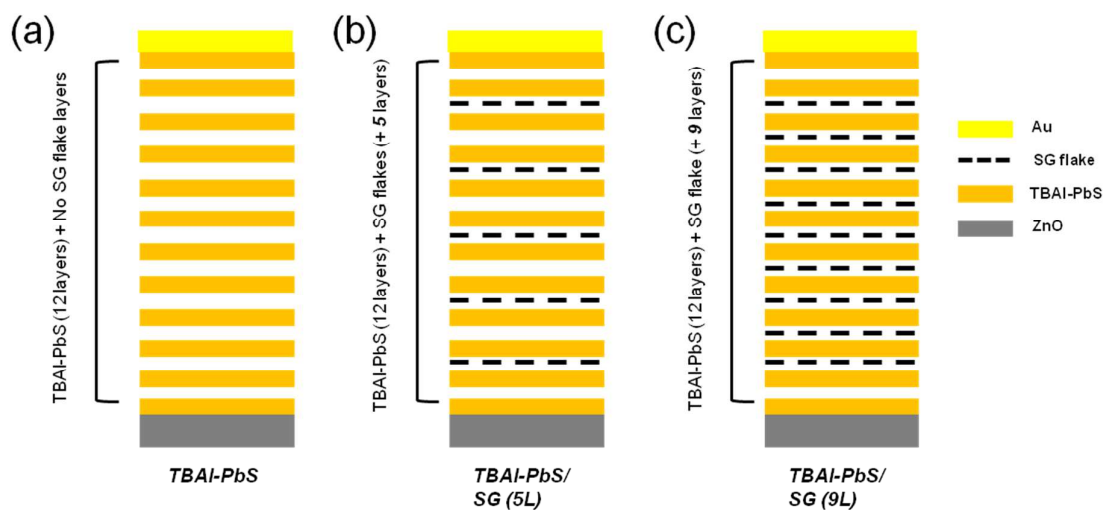 (a)
TBAI-PbS (12 layers) + No SG flake layers
TBAI-PbS
(b)
TBAI-PbS (12 layers) + SG flakes (+ 5 layers)
TBAI-PbS/
SG (5L)
(c)
TBAI-PbS (12 layers) + SG flake (+ 9 layers)
TBAI-PbS/
SG (9L)
Au
SG flake
TBAI-PbS
ZnO